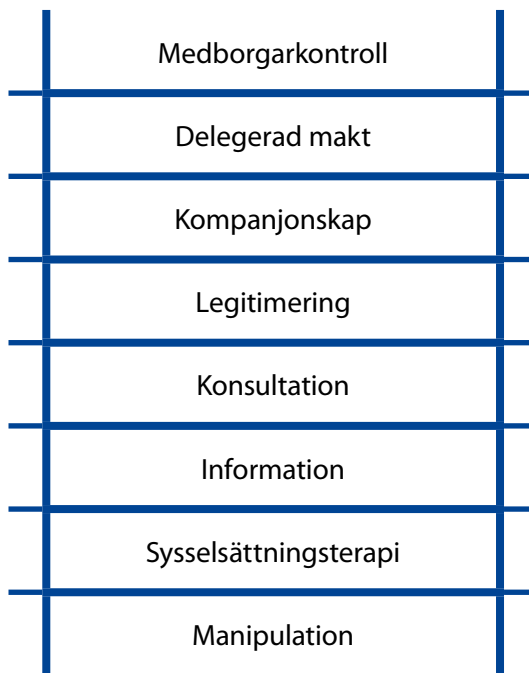 Medborgarkontroll
Delegerad makt
Kompanjonskap
Legitimering
Konsultation
Information
Sysselsättningsterapi
Manipulation